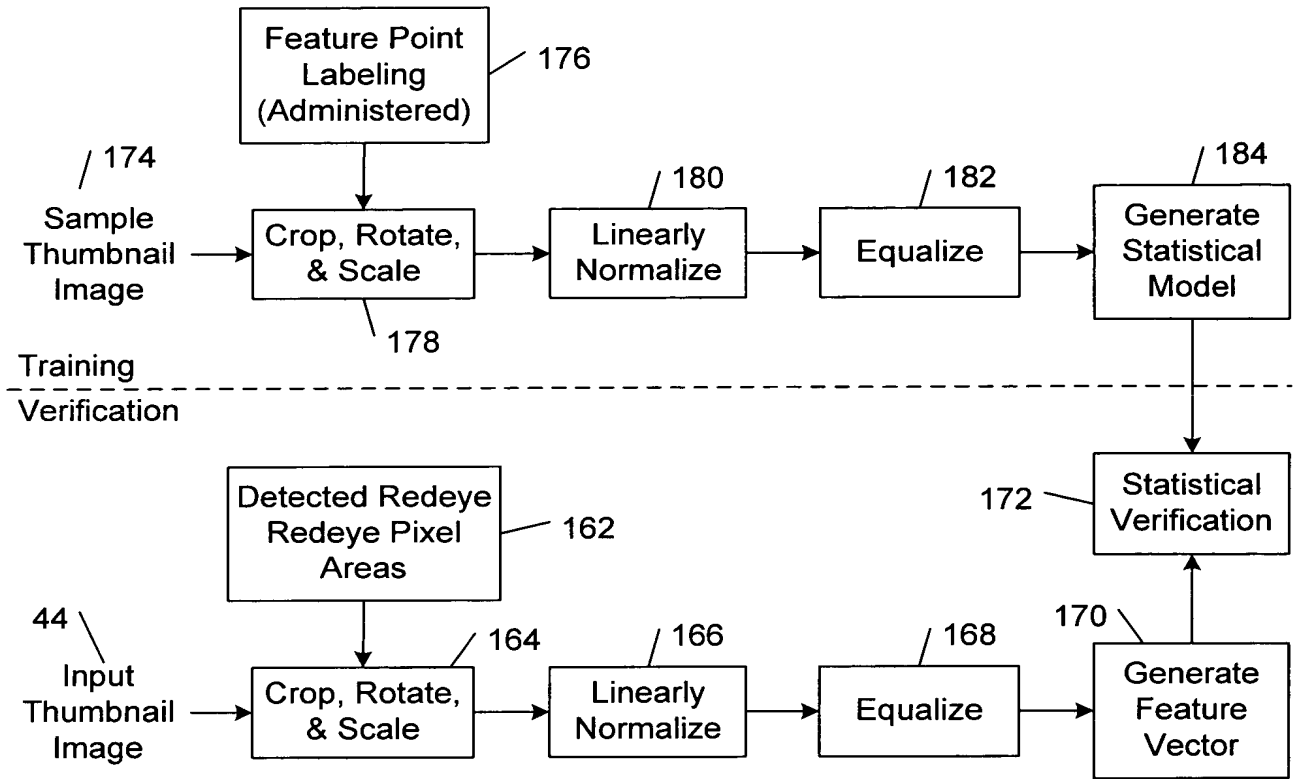 Feature Point
Labeling
(Administered)
176
174
Sample
Thumbnail
Image
Crop, Rotate,
& Scale
178
180
Linearly
Normalize
182
Equalize
184
Generate
Statistical
Model
Training
Verification
Detected Redeye
Redeye Pixel
Areas
162
172
Statistical
Verification
44
Input
Thumbnail
Image
164
Crop, Rotate,
& Scale
166
Linearly
Normalize
168
Equalize
170
Generate
Feature
Vector